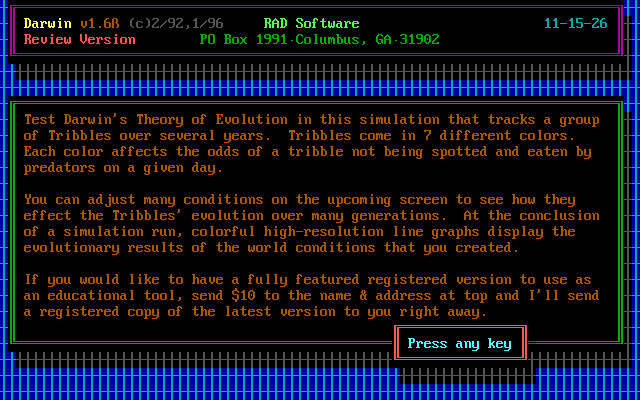 Darwin v1.6ß (c)2/92,1/96 RAD Software 11-15-26
Review Version PO Box 1991·Columbus, GA·31902
Test Darwin's Theory of Evolution in this simulation that tracks a group
of Tribbles over several years.  Tribbles come in 7 different colors.
Each color affects the odds of a tribble not being spotted and eaten by
predators on a given day.
You can adjust many conditions on the upcoming screen to see how they
effect the Tribbles' evolution over many generations.  At the conclusion
of a simulation run, colorful high-resolution line graphs display the
evolutionary results of the world conditions that you created.
If you would like to have a fully featured registered version to use as
an educational tool, send $10 to the name & address at top and I'll send
a registered copy of the latest version to you right away.
Press any key